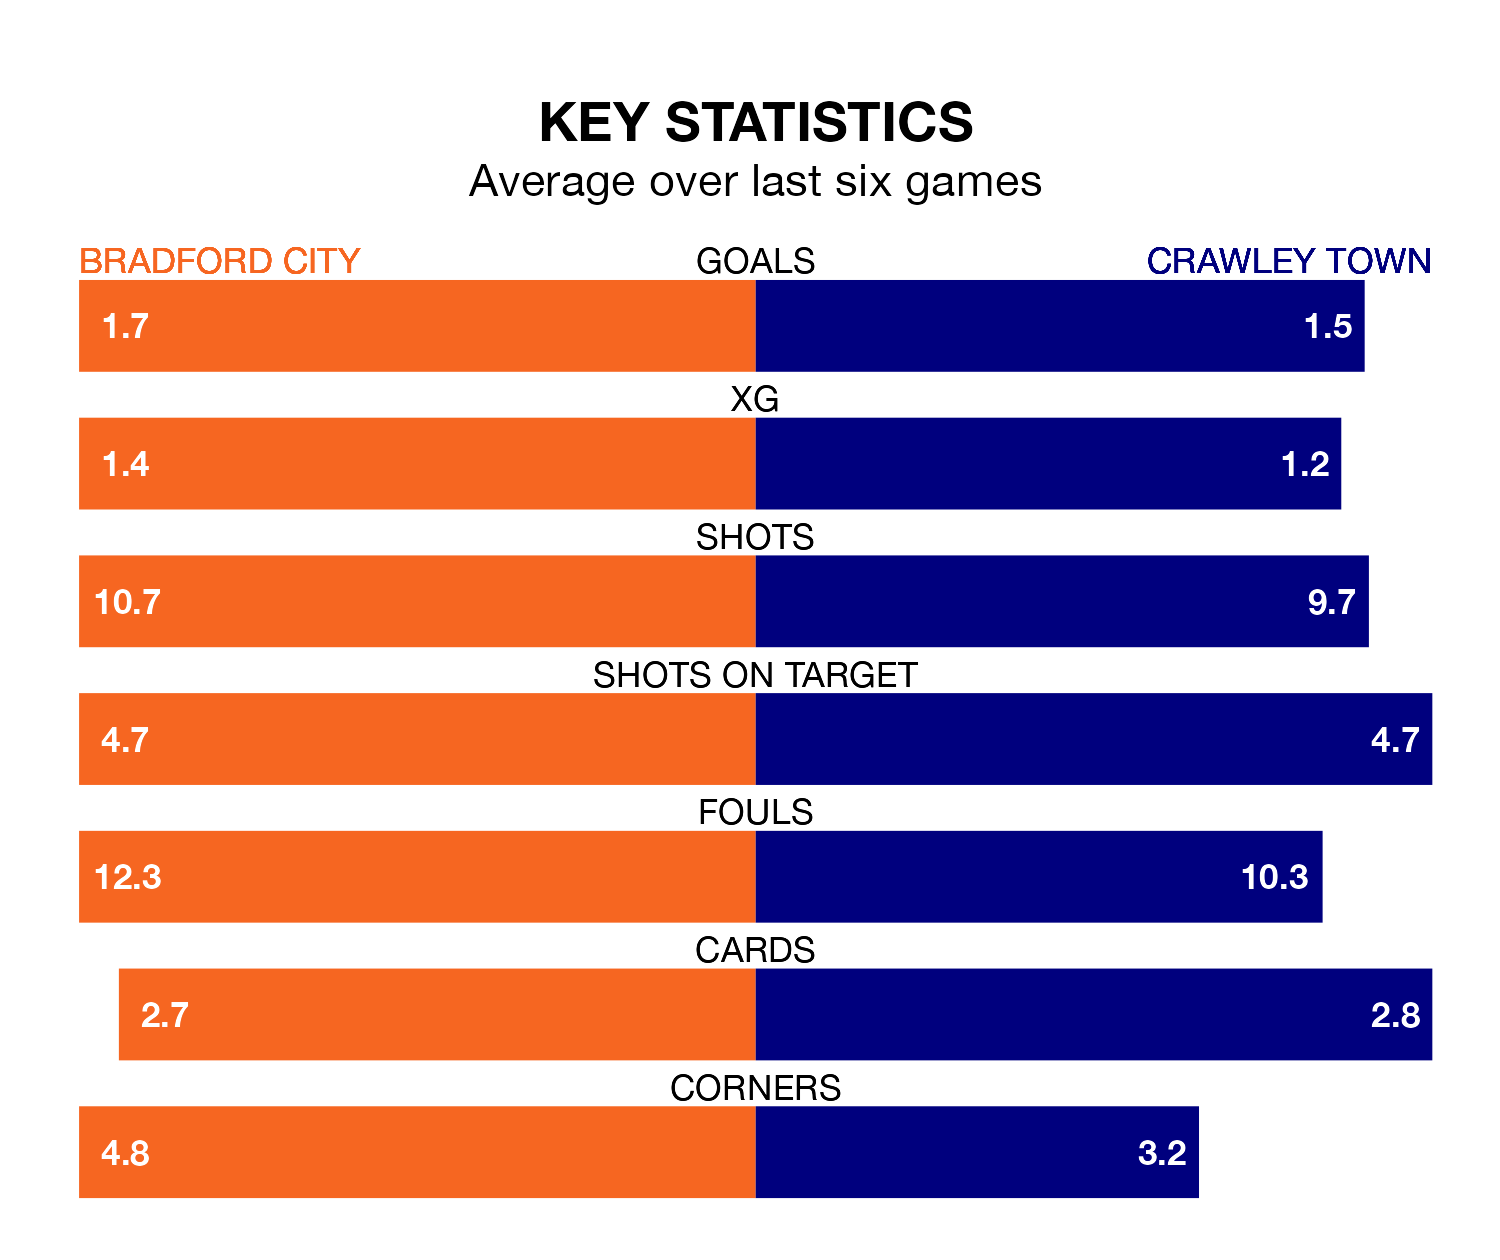 KEY STATISTICS
Average over last six games
BRADFORD CITY GOALS CRAWLEY TOWN
1.7 1.5
XG
1.4 1.2
SHOTS
10.7 9.7
SHOTS ON TARGET
4.7 4.7
FOULS
12.3 10.3
CARDS
2.7 2.8
CORNERS
4.8 3.2